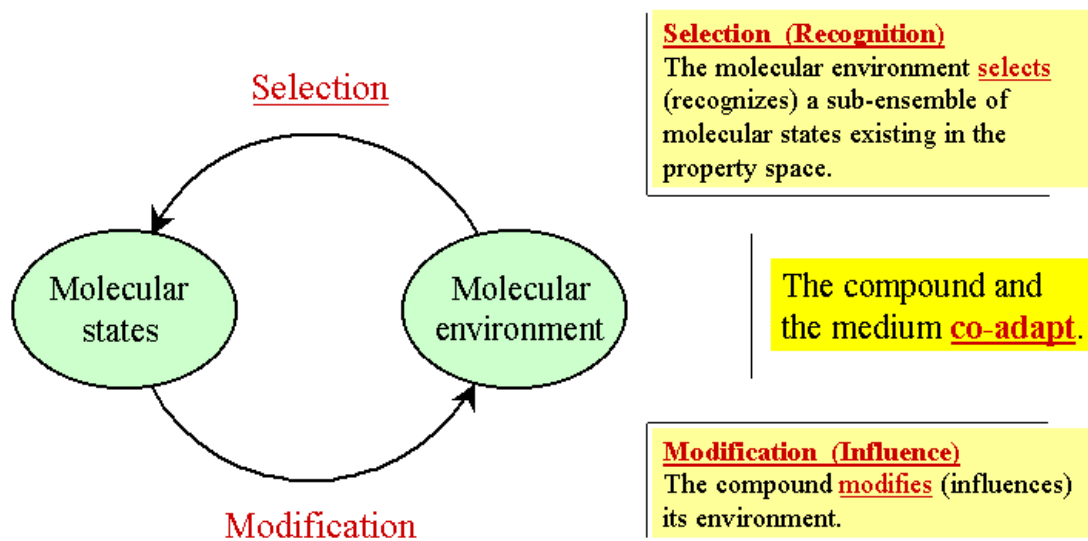 Selection
Molecular
states
Molecular
environment
Modification
Selection (Recognition)
The molecular environment selects
(recognizes) a sub-ensemble of
molecular states existing in the
property space.
The compound and
the medium co-adapt.
Modification (Influence)
The compound modifies (influences)
its environment.